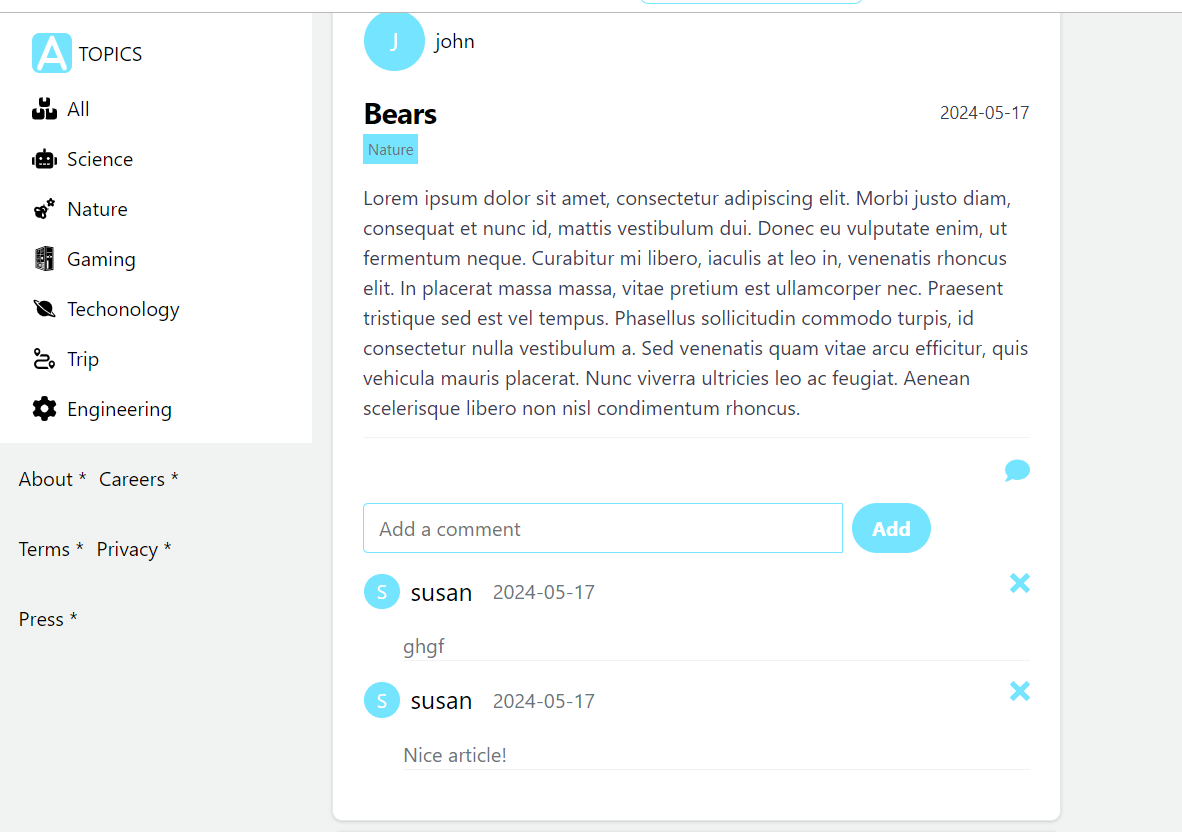 A TOPICS
All
Science
Nature
Gaming
Techonology
Trip
Engineering
About * Careers *
Terms * Privacy *
Press *
J john
Bears 2024-05-17
Nature
Lorem ipsum dolor sit amet, consectetur adipiscing elit. Morbi justo diam,
consequat et nunc id, mattis vestibulum dui. Donec eu vulputate enim, ut
fermentum neque. Curabitur mi libero, iaculis at leo in, venenatis rhoncus
elit. In placerat massa massa, vitae pretium est ullamcorper nec. Praesent
tristique sed est vel tempus. Phasellus sollicitudin commodo turpis, id
consectetur nulla vestibulum a. Sed venenatis quam vitae arcu efficitur, quis
vehicula mauris placerat. Nunc viverra ultricies leo ac feugiat. Aenean
scelerisque libero non nisl condimentum rhoncus.
Add a comment Add
S susan 2024-05-17
ghgf
S susan 2024-05-17
Nice article!